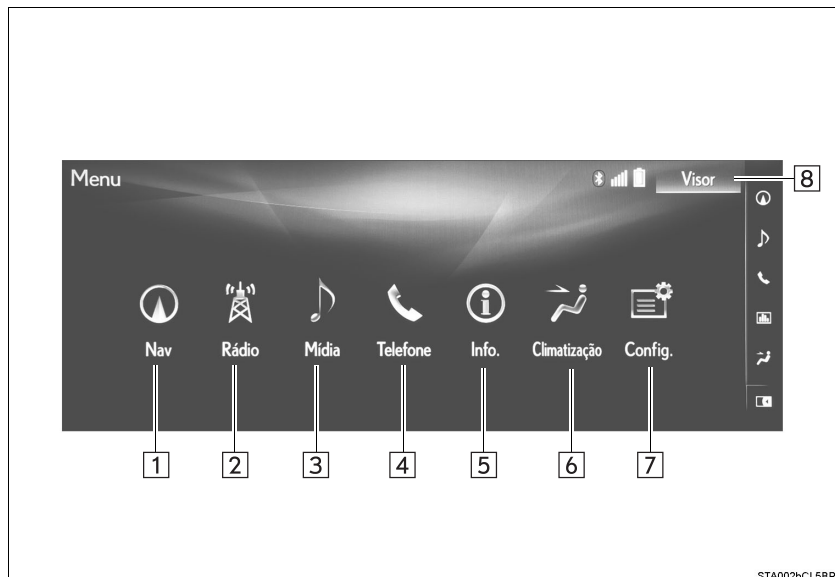 Menu
Visor
8
Nav
Rádio
Mídia
Telefone
Info.
Climatização
Config.
1
2
3
4
5
6
7